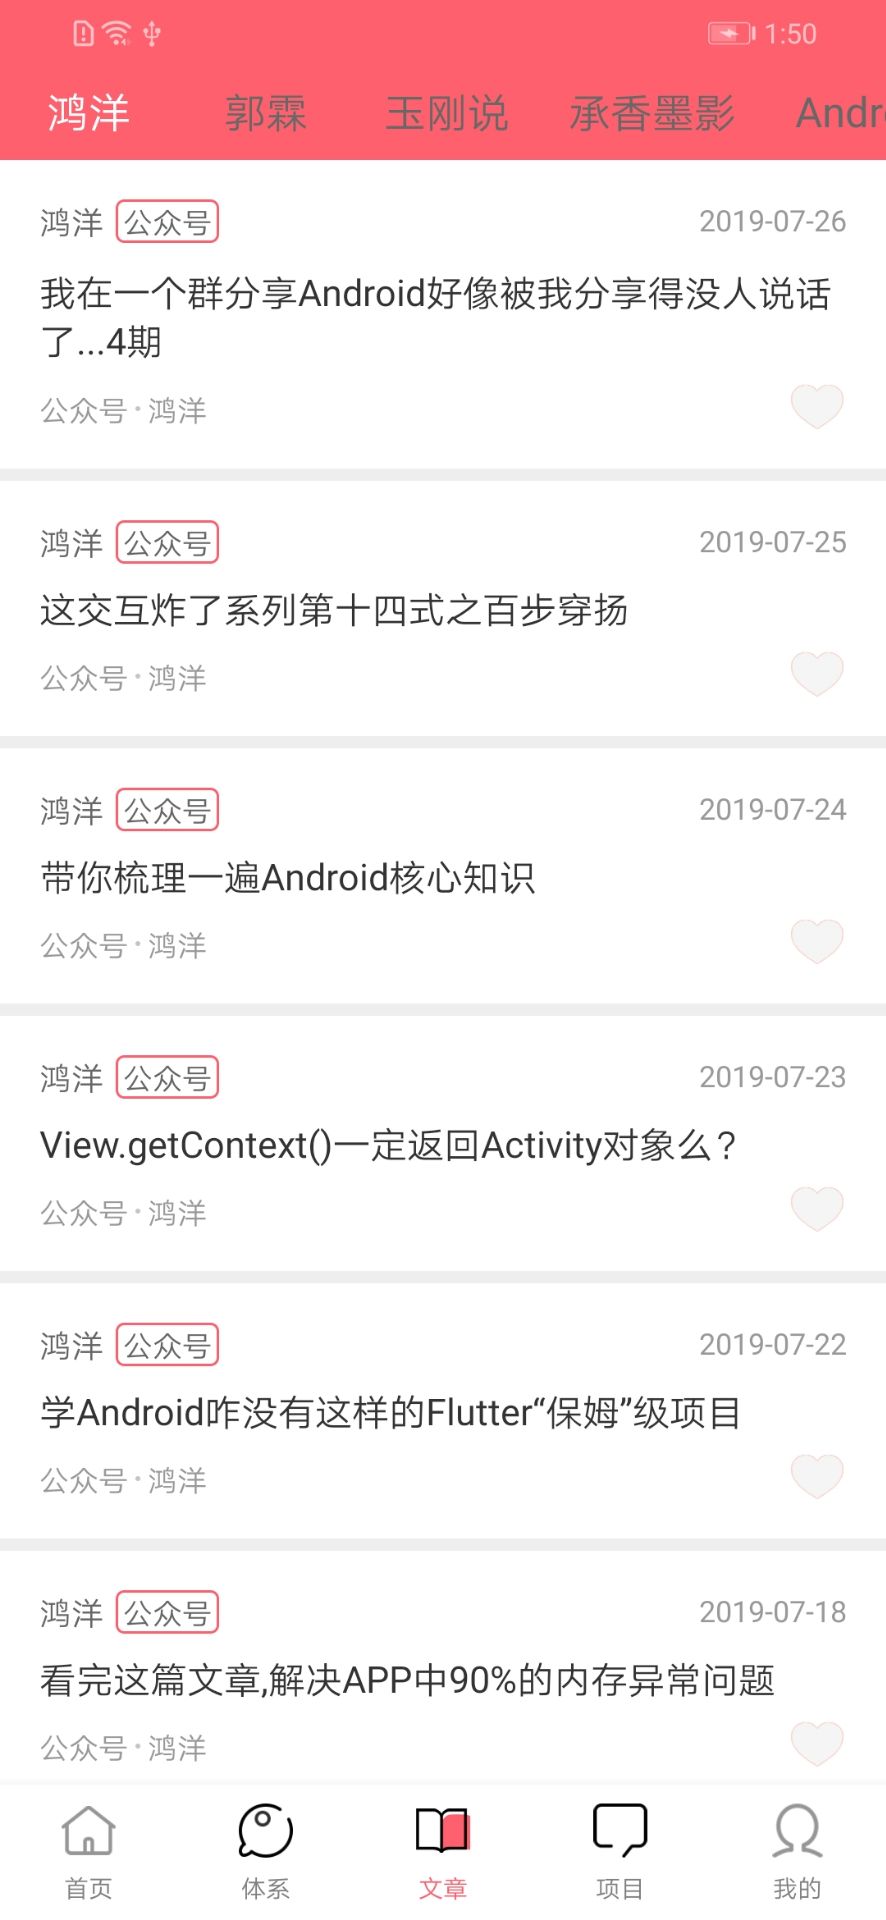 1:50
鸿洋 郭霖 玉刚说 承香墨影 Andr
鸿洋 公众号 2019-07-26
我在一个群分享Android好像被我分享得没人说话
了...4期
公众号·鸿洋
鸿洋 公众号 2019-07-25
这交互炸了系列第十四式之百步穿扬
公众号·鸿洋
鸿洋 公众号 2019-07-24
带你梳理一遍Android核心知识
公众号·鸿洋
鸿洋 公众号 2019-07-23
View.getContext()一定返回Activity对象么？
公众号·鸿洋
鸿洋 公众号 2019-07-22
学Android咋没有这样的Flutter“保姆”级项目
公众号·鸿洋
鸿洋 公众号 2019-07-18
看完这篇文章,解决APP中90%的内存异常问题
公众号·鸿洋
首页 体系 文章 项目 我的